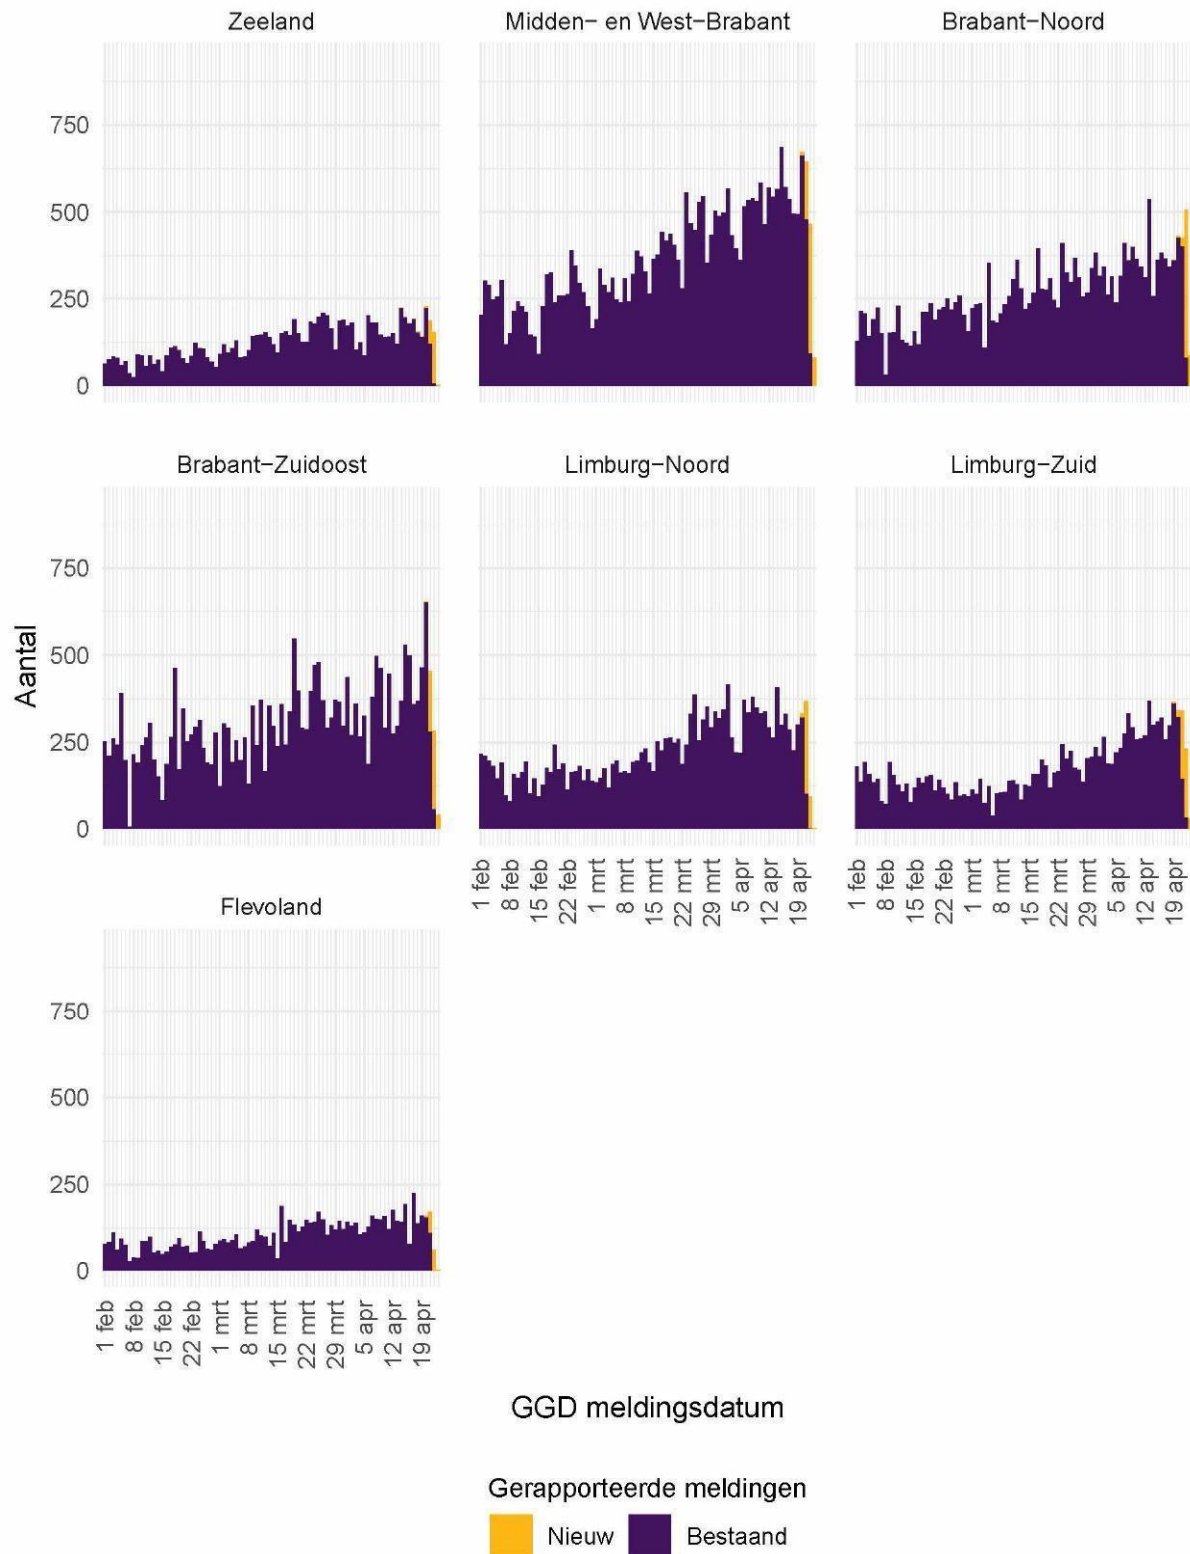 Zeeland
Midden- en West-Brabant
Brabant-Noord
750
500
250
0
Brabant-Zuidoost
Limburg-Noord
Limburg-Zuid
Aantal
750
500
250
0
1 feb
8 feb
15 feb
22 feb
1 mrt
8 mrt
15 mrt
22 mrt
29 mrt
5 apr
12 apr
19 apr
1 feb
8 feb
15 feb
22 feb
1 mrt
8 mrt
15 mrt
22 mrt
29 mrt
5 apr
12 apr
19 apr
Flevoland
750
500
250
0
1 feb
8 feb
15 feb
22 feb
1 mrt
8 mrt
15 mrt
22 mrt
29 mrt
5 apr
12 apr
19 apr
GGD meldingsdatum
Gerapporteerde meldingen
Nieuw Bestaand